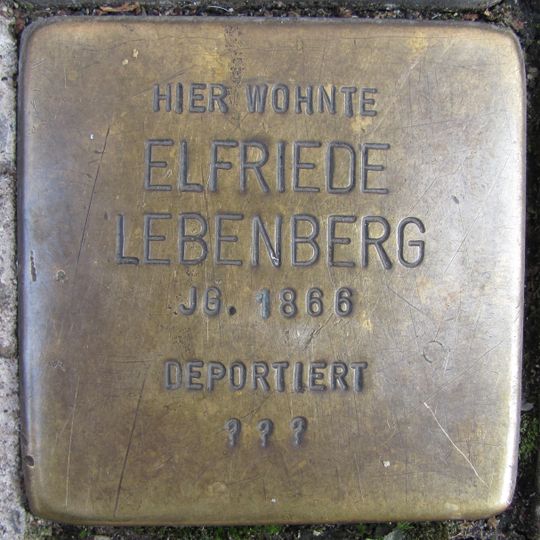 HIER WOHNTE
ELFRIEDE
LEBENBERG
JG. 1866
DEPORTIERT
???